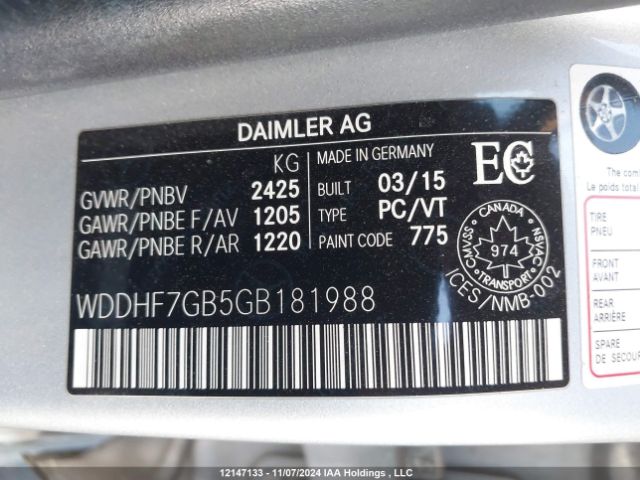 DAIMLER AG
KG
GVWR/PNBV 2425
GAWR/PNBE F/AV 1205
GAWR/PNBE R/AR 1220
MADE IN GERMANY
BUILT 03/15
TYPE PC/VT
PAINT CODE 775
EC
CANADA
CMVSS 974 NSVAC
TRANSPORT
ICES/NMB-002
WDDHF7GB5GB181988
The com
Le poids total
TIRE
PNEU
FRONT
AVANT
REAR
ARRIÈRE
SPARE
DE SECOUR
12147133 - 11/07/2024 IAA Holdings , LLC